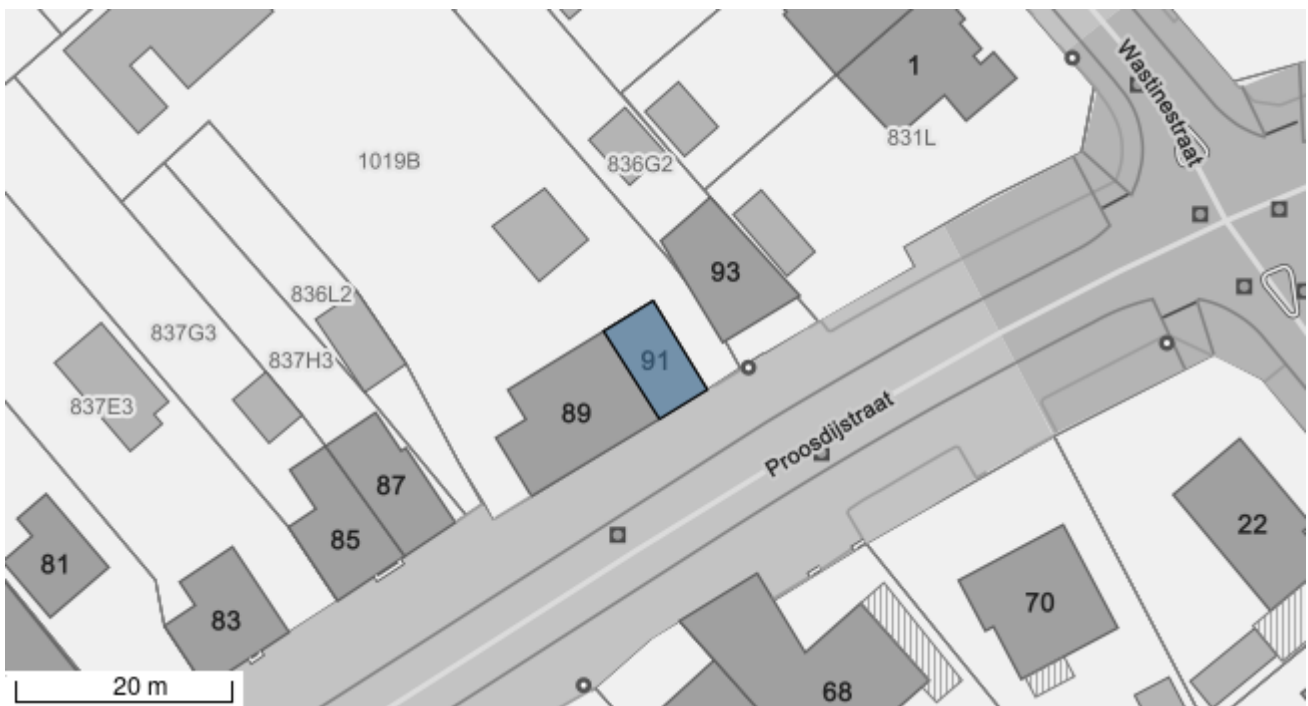 1
Wastinestraat
831L
1019B
836G2
93
836L2
837G3
837H3
91
837E3
89
Proosdijstraat
87
85
22
81
70
83
20 m
68